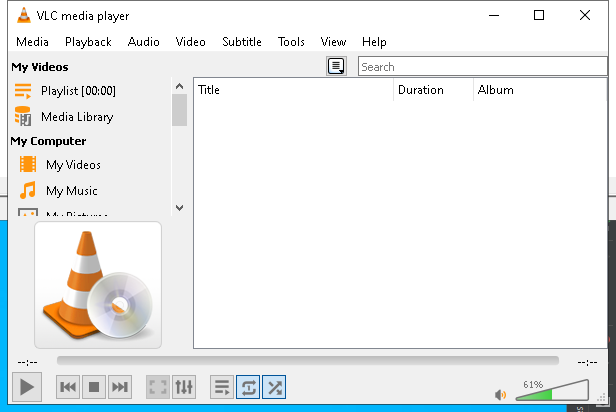 VLC media player
Media Playback Audio Video Subtitle Tools View Help
My Videos
Search
Playlist [00:00]
Title Duration Album
Media Library
My Computer
My Videos
My Music
My Pictures
--:-- --:--
61%